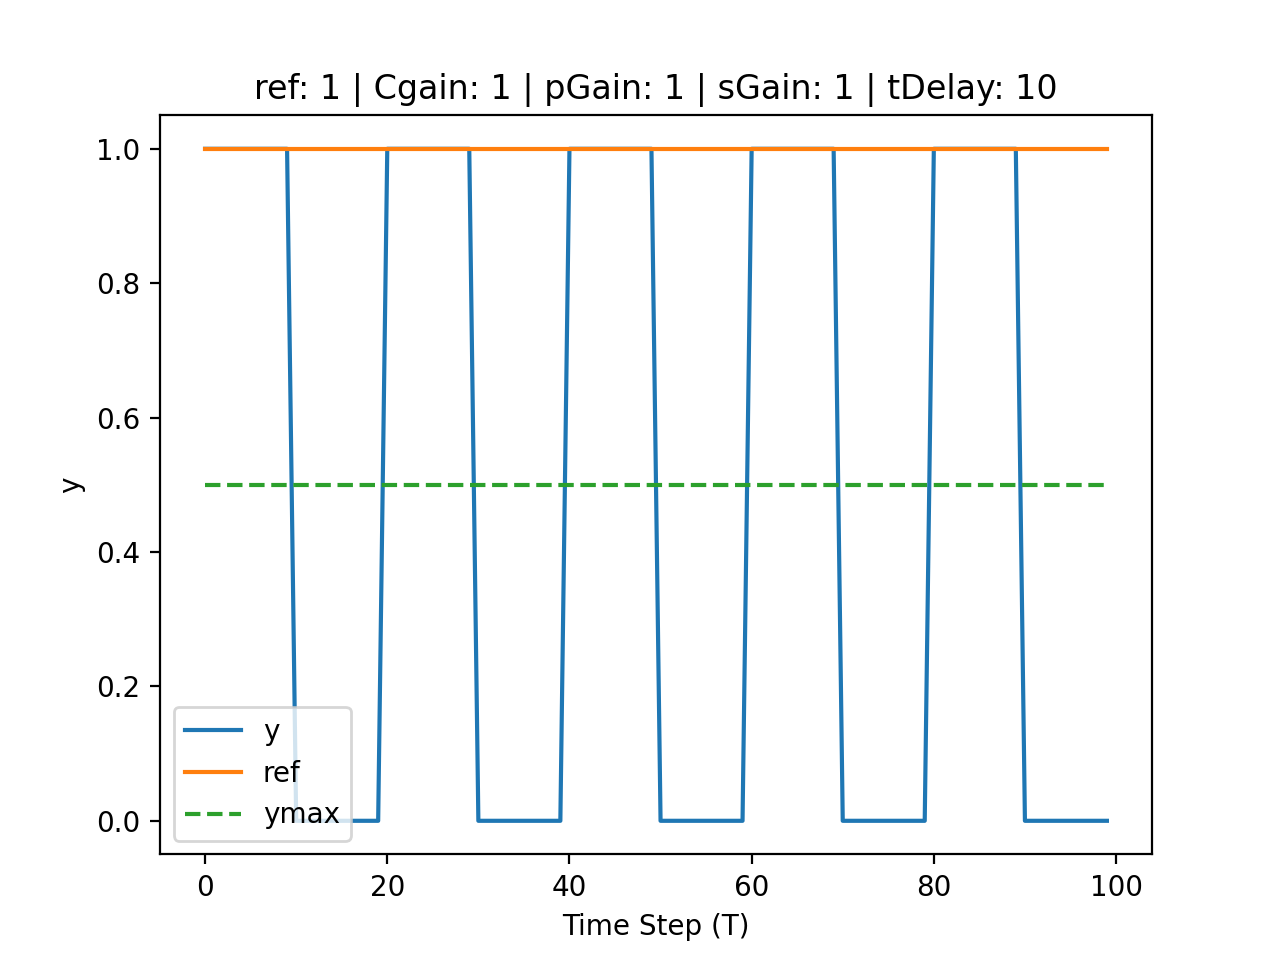 ref: 1 | Cgain: 1 | pGain: 1 | sGain: 1 | tDelay: 10
1.0
0.8
0.6
0.4
0.2
0.0
y
y
ref
ymax
0 20 40 60 80 100
Time Step (T)